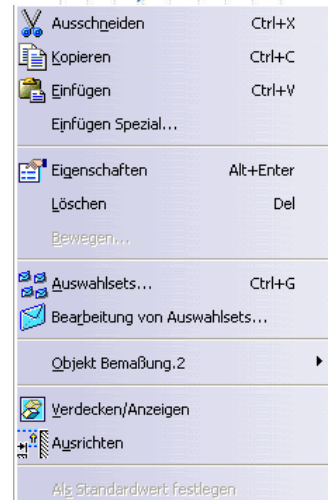 Ausschneiden Ctrl+X
Kopieren Ctrl+C
Einfügen Ctrl+V
Einfügen Spezial...
Eigenschaften Alt+Enter
Löschen Del
Bewegen...
Auswahlsets... Ctrl+G
Bearbeitung von Auswahlsets...
Objekt Bemaßung.2
Verdecken/Anzeigen
Ausrichten
Als Standardwert festlegen